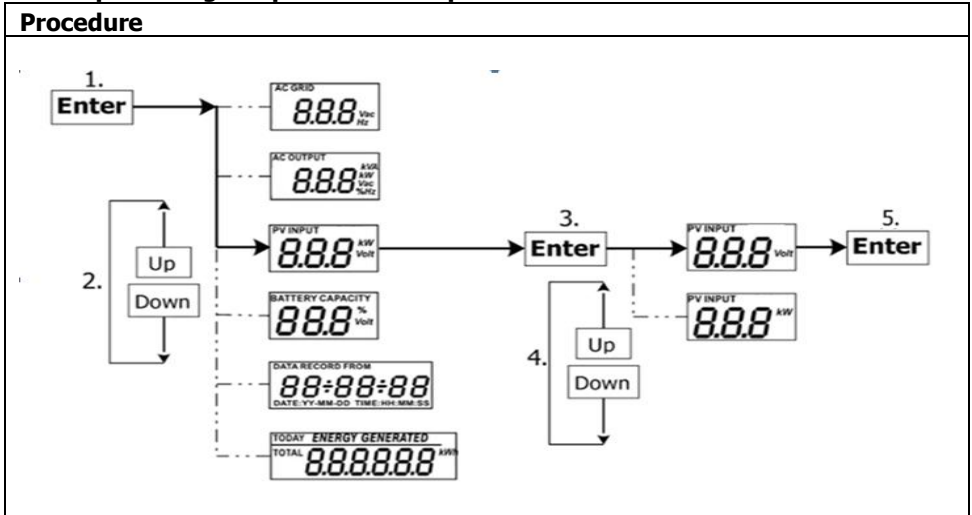 Procedure
1.
Enter
AC GRID
8.8.8 Vac
Hz
AC OUTPUT
kVA
8.8.8 kW
Vac
%Hz
2.
Up
Down
PV INPUT
8.8.8 kW
Volt
BATTERY CAPACITY
88.8 %
Volt
DATA RECORD FROM
88÷88÷88
DATE:YY-MM-DD TIME:HH:MM:SS
TODAY ENERGY GENERATED
TOTAL 8.8.8.8.8.8 kWh
3.
Enter
4.
Up
Down
PV INPUT
8.8.8 Volt
PV INPUT
8.8.8 kW
5.
Enter